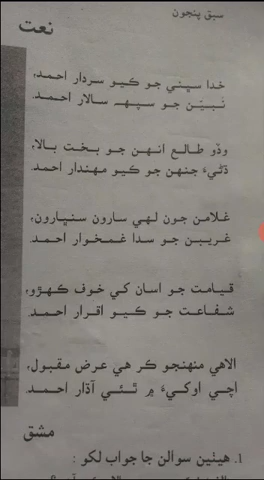 سبق پنجون
نعت
خدا سڀني جو ڪيو سردار احمد،
نبين جو سپهه سالار احمد.
وڏو طالع انهن جو بخت بالا،
ڌڻيءَ جنهن جو ڪيو مهندار احمد.
غلامن جون لهي سارون سنڀارون،
غريبن جو سدا غمخوار احمد.
قيامت جو اسان کي خوف ڪهڙو،
شفاعت جو ڪيو اقرار احمد.
الاهي منهنجو ڪر هي عرض مقبول،
اچي اوکيءَ ۾ ٿئي آڌار احمد.
مشق
1. هيٺين سوالن جا جواب لکو :